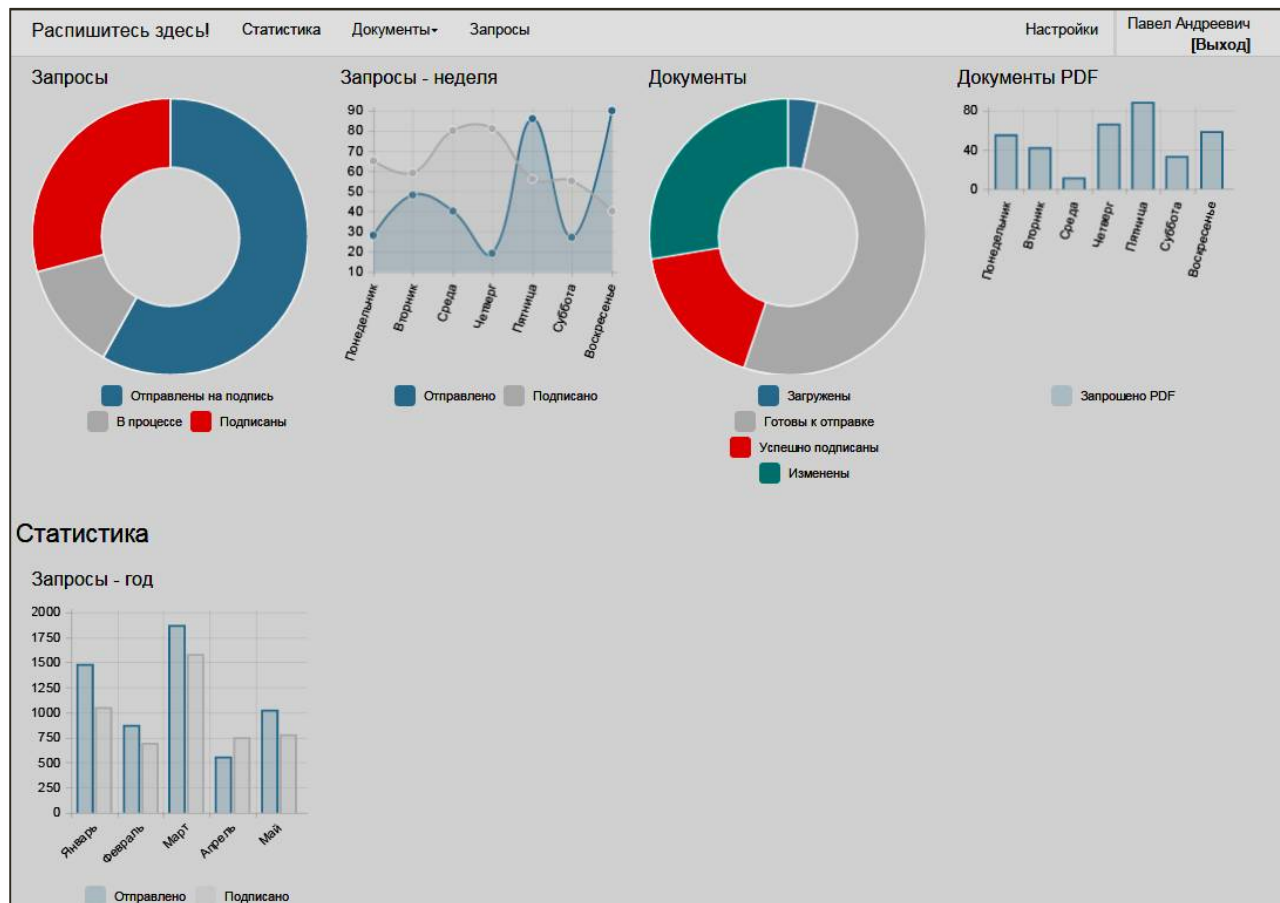 Распишитесь здесь! Статистика Документы Запросы Настройки Павел Андреевич
[Выход]
Запросы
Отправлены на подпись
В процессе Подписаны
Запросы - неделя
90
80
70
60
50
40
30
20
10
Понедельник Вторник Среда Четверг Пятница Суббота Воскресенье
Отправлено Подписано
Документы
Загружены
Готовы к отправке
Успешно подписаны
Изменены
Документы PDF
80
40
0
Понедельник Вторник Среда Четверг Пятница Суббота Воскресенье
Запрошено PDF
Статистика
Запросы - год
2000
1750
1500
1250
1000
750
500
250
0
Январь Февраль Март Апрель Май
Отправлено Подписано